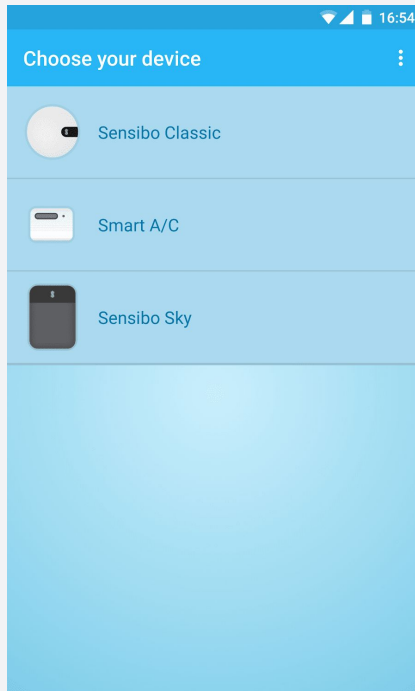 16:54
Choose your device
Sensibo Classic
Smart A/C
Sensibo Sky